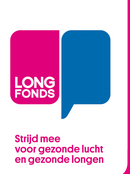 LONG
FONDS
Strijd mee
voor gezonde lucht
en gezonde longen